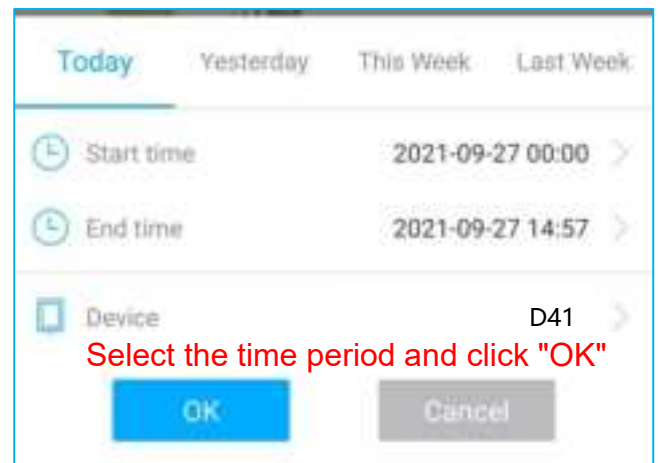 Today Yesterday This Week Last Week
Start time 2021-09-27 00:00
End time 2021-09-27 14:57
Device D41
Select the time period and click "OK"
OK Cancel